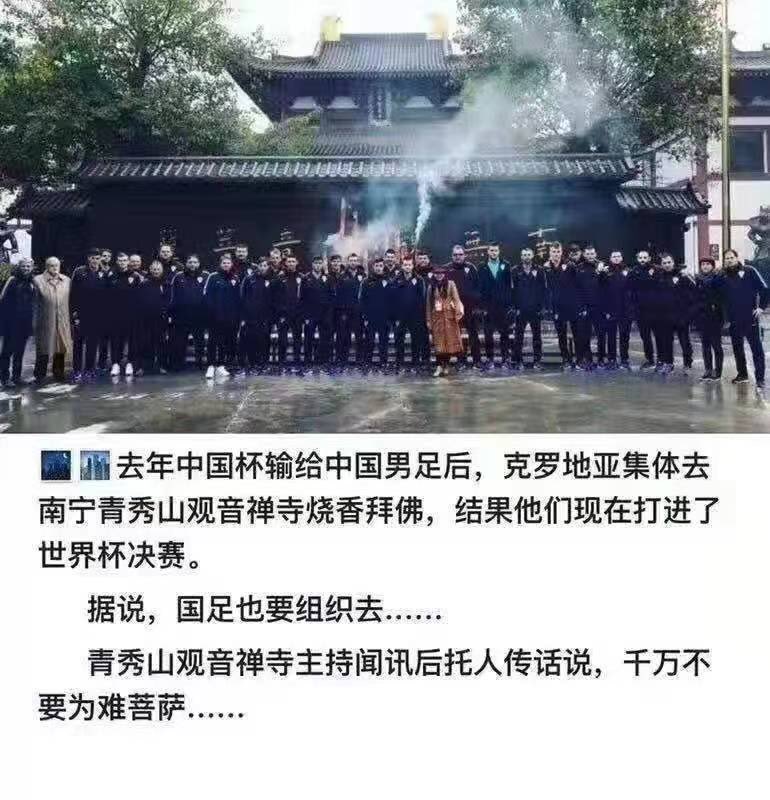 去年中国杯输给中国男足后，克罗地亚集体去
南宁青秀山观音禅寺烧香拜佛，结果他们现在打进了
世界杯决赛。
据说，国足也要组织去……
青秀山观音禅寺主持闻讯后托人传话说，千万不
要为难菩萨……